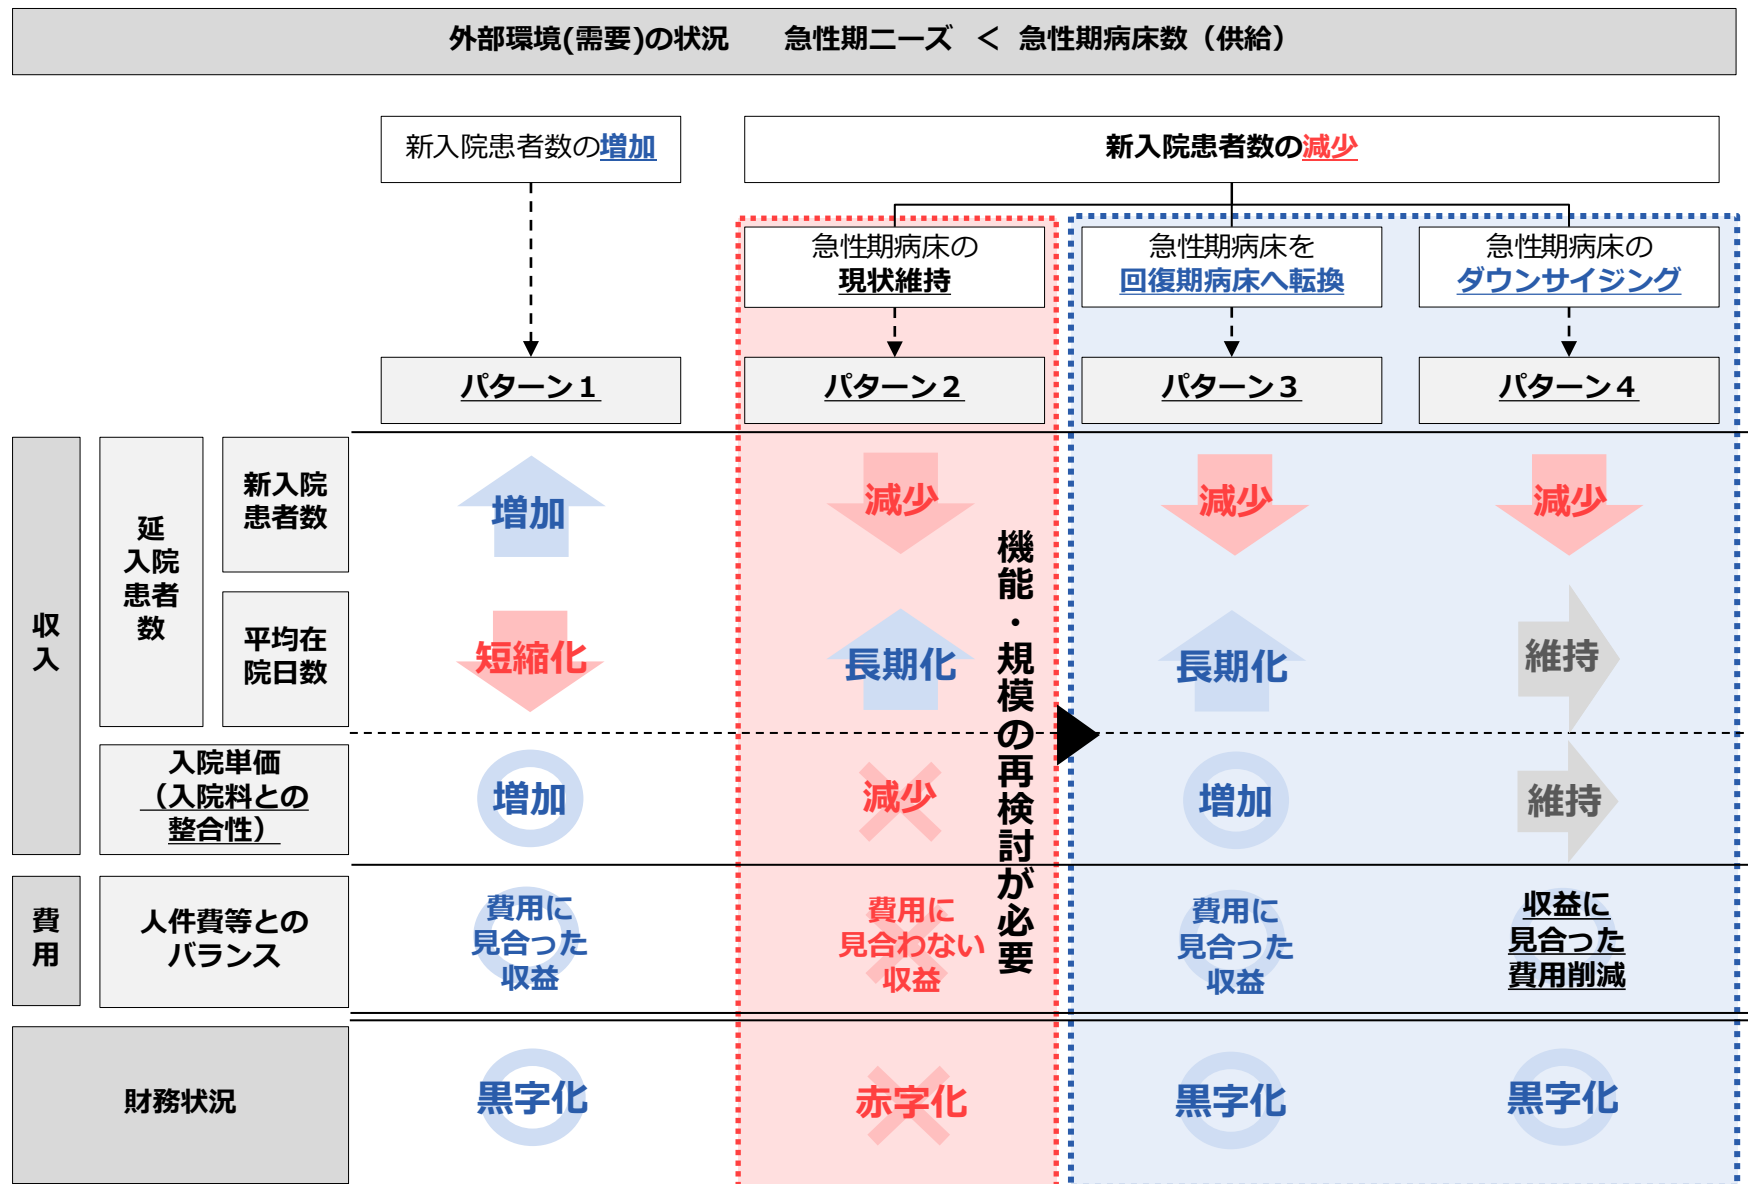 外部環境(需要)の状況　　急性期ニーズ ＜ 急性期病床数（供給）
新入院患者数の増加
新入院患者数の減少
急性期病床の
現状維持
急性期病床を
回復期病床へ転換
急性期病床の
ダウンサイジング
パターン１
パターン２
パターン３
パターン４
収
入
延
入院
患者
数
新入院
患者数
増加
減少
減少
減少
平均在
院日数
短縮化
長期化
長期化
維持
入院単価
（入院料との
整合性）
増加
減少
増加
維持
機能・規模の再検討が必要
費
用
人件費等との
バランス
費用に
見合った
収益
費用に
見合わない
収益
費用に
見合った
収益
収益に
見合った
費用削減
財務状況
黒字化
赤字化
黒字化
黒字化